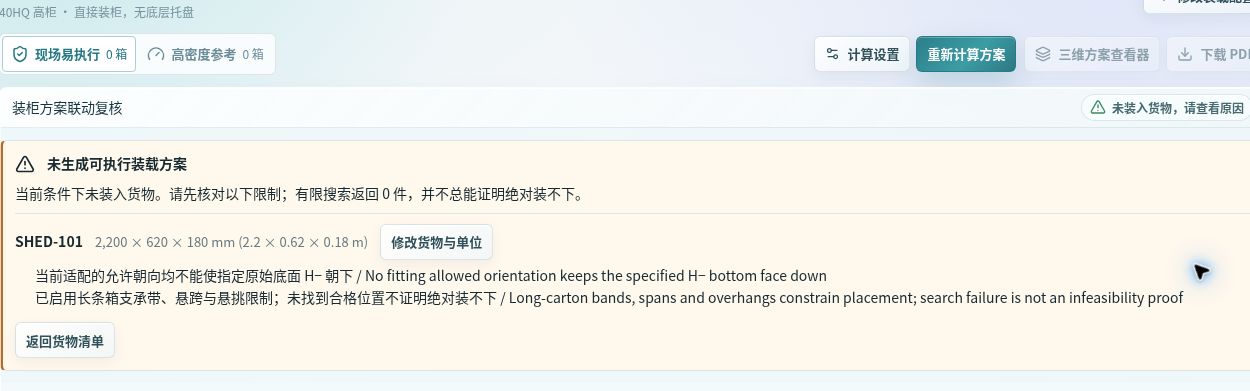 40HQ 高柜 · 直接装柜，无底层托盘
现场易执行 0 箱
高密度参考 0 箱
计算设置
重新计算方案
三维方案查看器
下载
装柜方案联动复核
未装入货物，请查看原因
未生成可执行装载方案
当前条件下未装入货物。请先核对以下限制；有限搜索返回 0 件，并不总能证明绝对装不下。
SHED-101 2,200 × 620 × 180 mm (2.2 × 0.62 × 0.18 m) 修改货物与单位
当前适配的允许朝向均不能使指定原始底面 H− 朝下 / No fitting allowed orientation keeps the specified H− bottom face down
已启用长条箱支承带、悬跨与悬挑限制；未找到合格位置不证明绝对装不下 / Long-carton bands, spans and overhangs constrain placement; search failure is not an infeasibility proof
返回货物清单